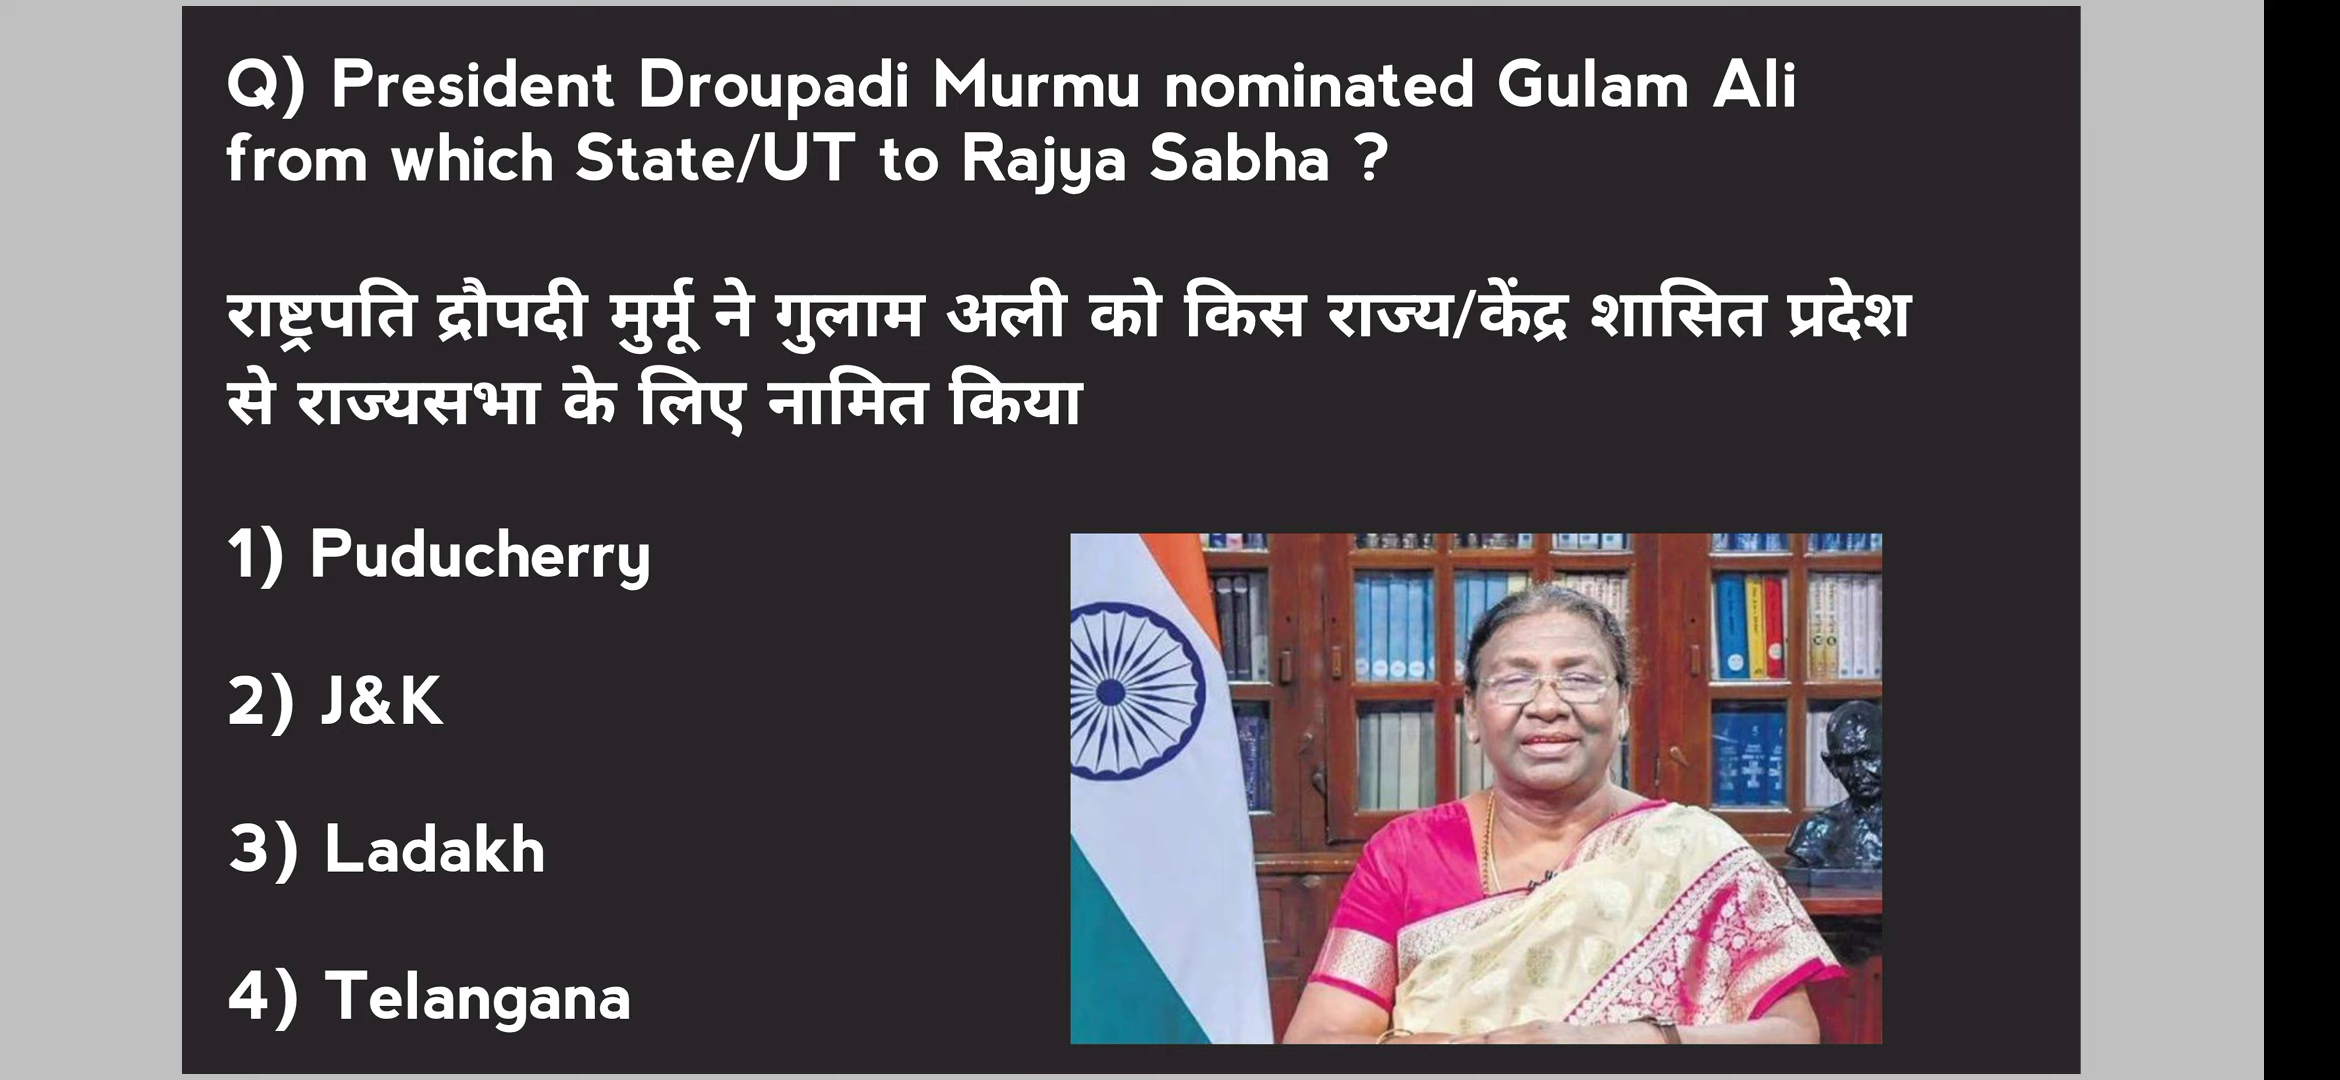 Q) President Droupadi Murmu nominated Gulam Ali
from which State/UT to Rajya Sabha ?
राष्ट्रपति द्रौपदी मुर्मू ने गुलाम अली को किस राज्य/केंद्र शासित प्रदेश
से राज्यसभा के लिए नामित किया
1) Puducherry
2) J&K
3) Ladakh
4) Telangana